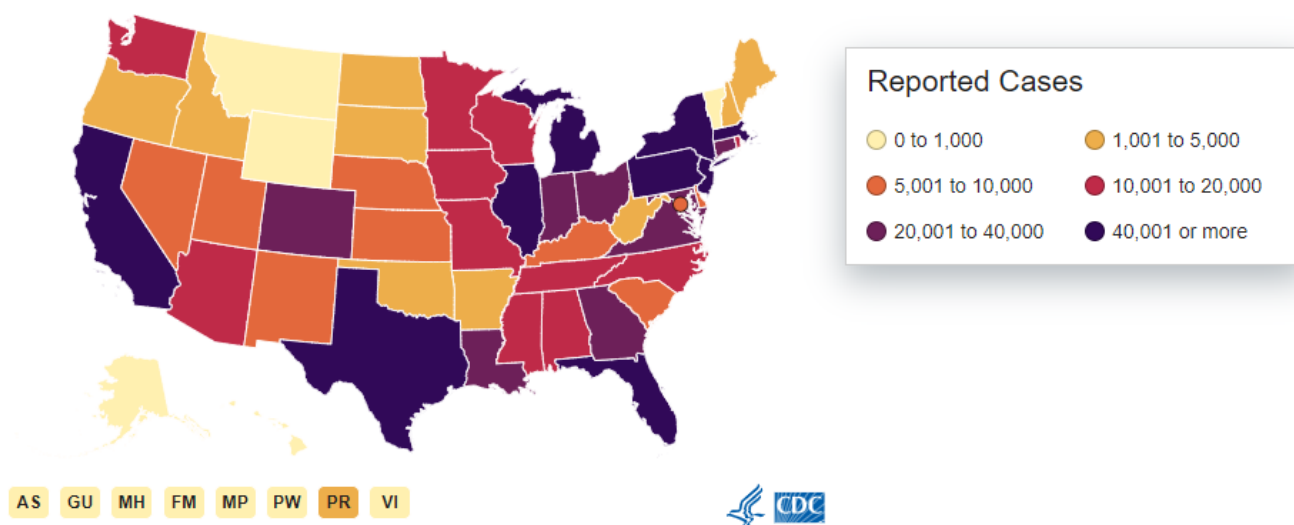 Reported Cases
0 to 1,000
1,001 to 5,000
5,001 to 10,000
10,001 to 20,000
20,001 to 40,000
40,001 or more
AS GU MH FM MP PW PR VI
CDC